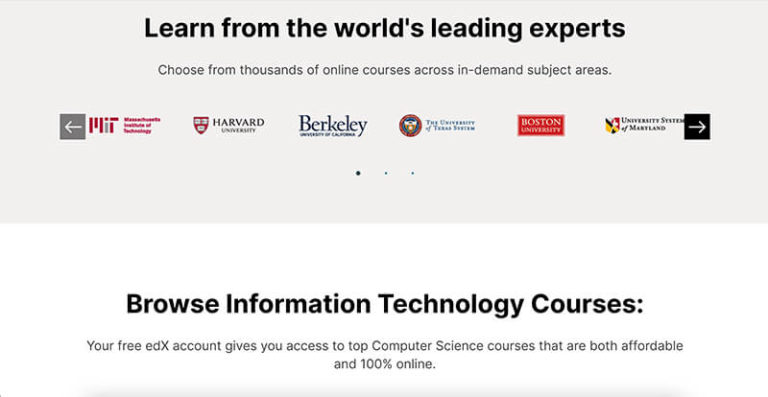 Learn from the world's leading experts
Choose from thousands of online courses across in-demand subject areas.
Massachusetts
Institute of
Technology
HARVARD
UNIVERSITY
Berkeley
UNIVERSITY OF CALIFORNIA
THE UNIVERSITY
of TEXAS SYSTEM
BOSTON
UNIVERSITY
UNIVERSITY SYSTEM
of MARYLAND
Browse Information Technology Courses:
Your free edX account gives you access to top Computer Science courses that are both affordable
and 100% online.